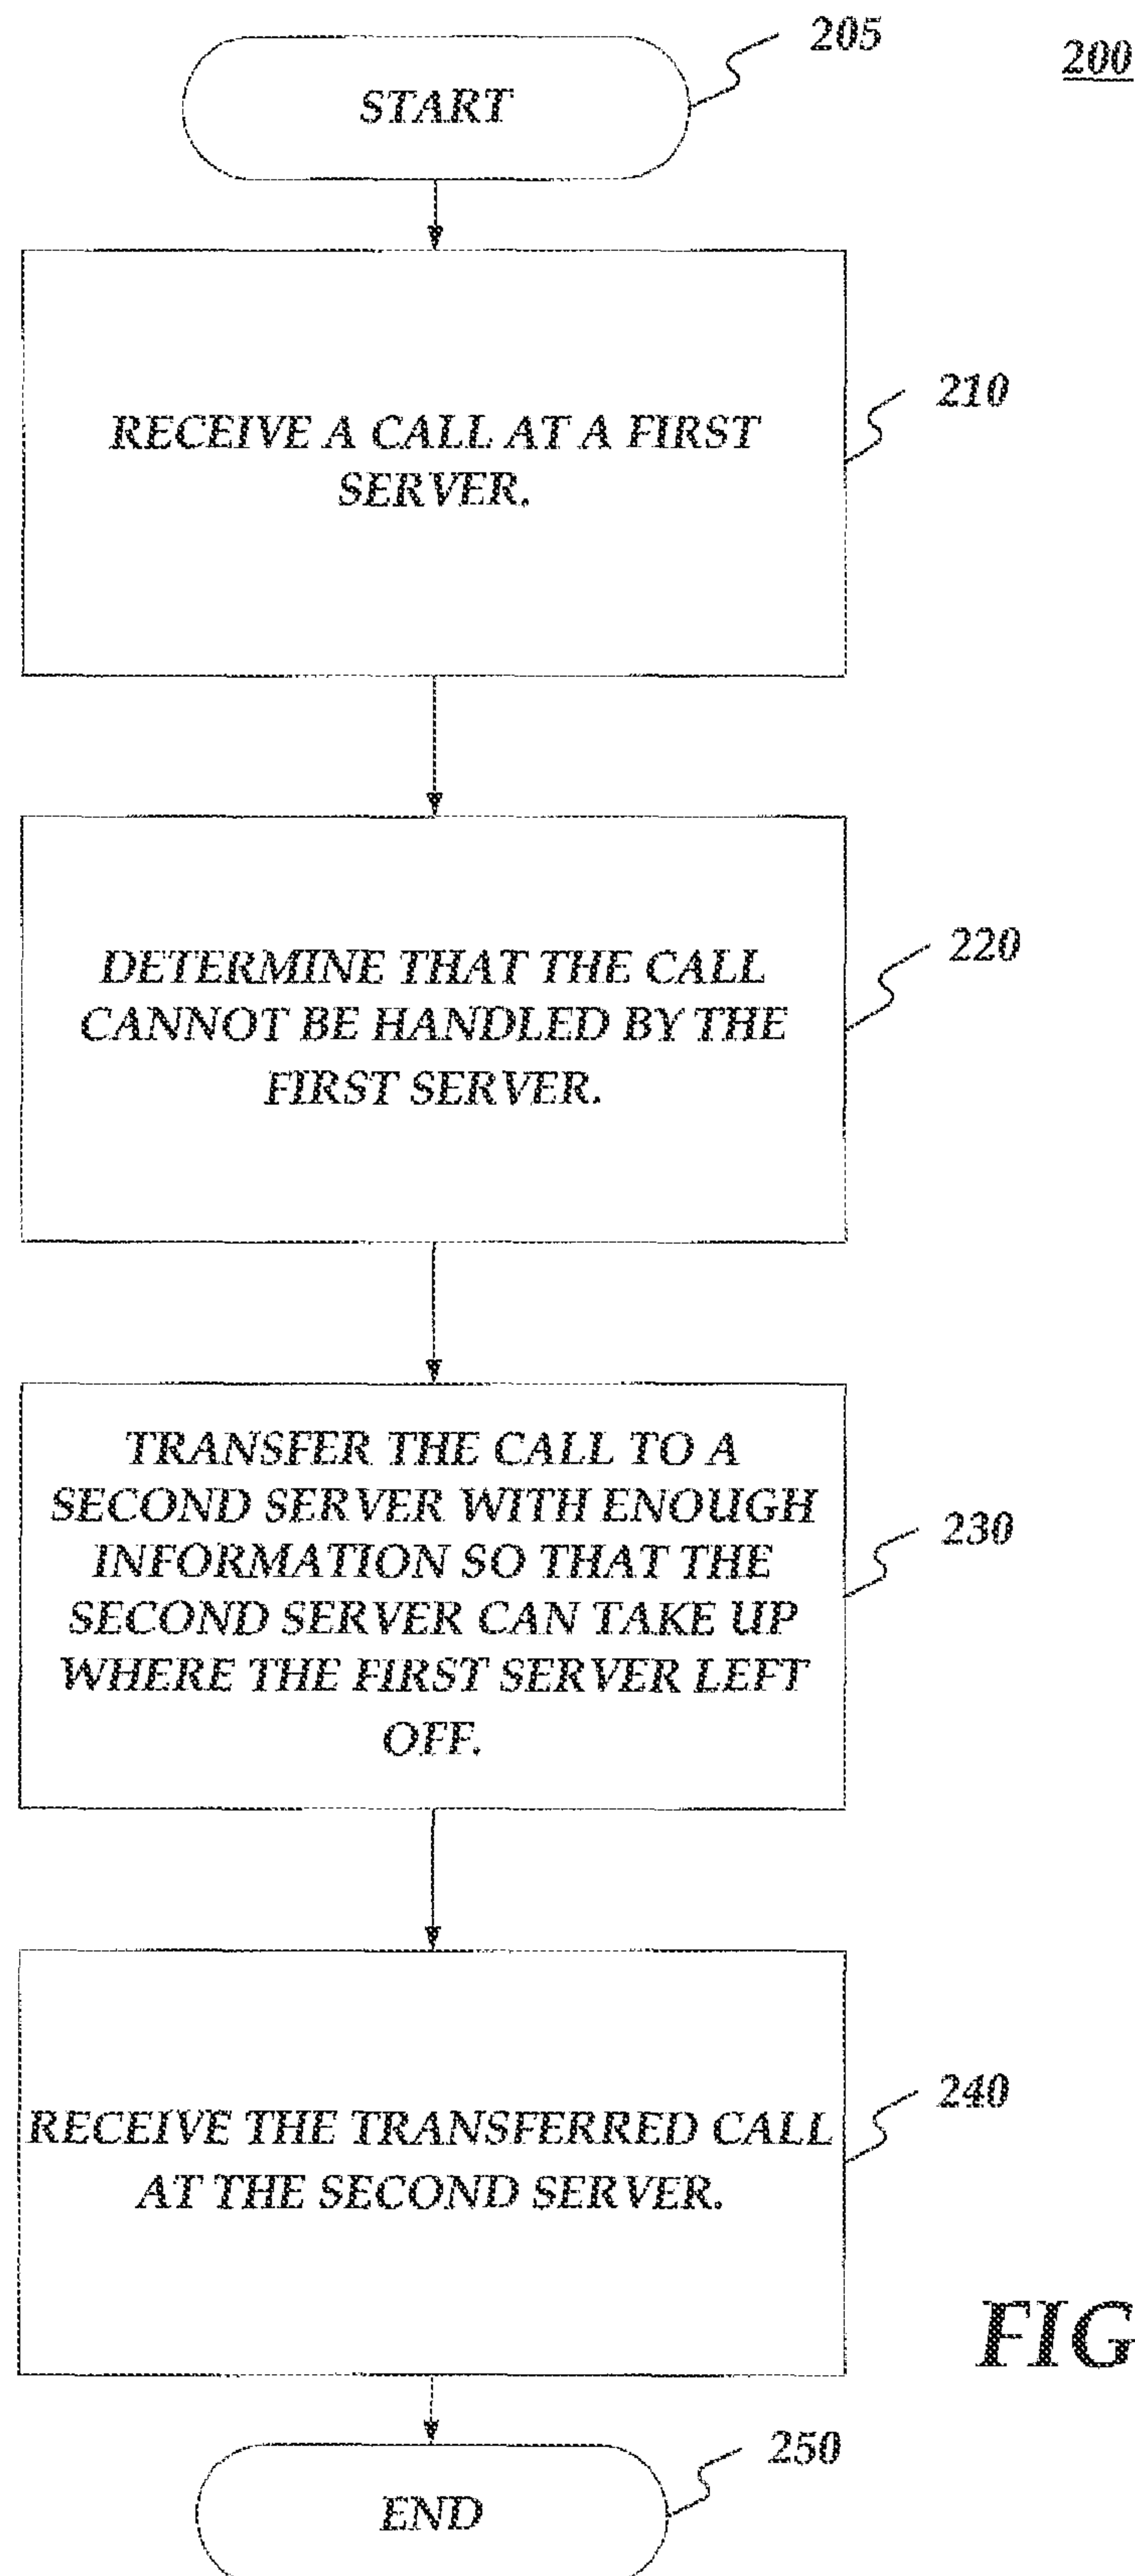 205
200
START
RECEIVE A CALL AT A FIRST
SERVER.
210
DETERMINE THAT THE CALL
CANNOT BE HANDLED BY THE
FIRST SERVER.
220
TRANSFER THE CALL TO A
SECOND SERVER WITH ENOUGH
INFORMATION SO THAT THE
SECOND SERVER CAN TAKE UP
WHERE THE FIRST SERVER LEFT
OFF.
230
RECEIVE THE TRANSFERRED CALL
AT THE SECOND SERVER.
240
FIG
250
END